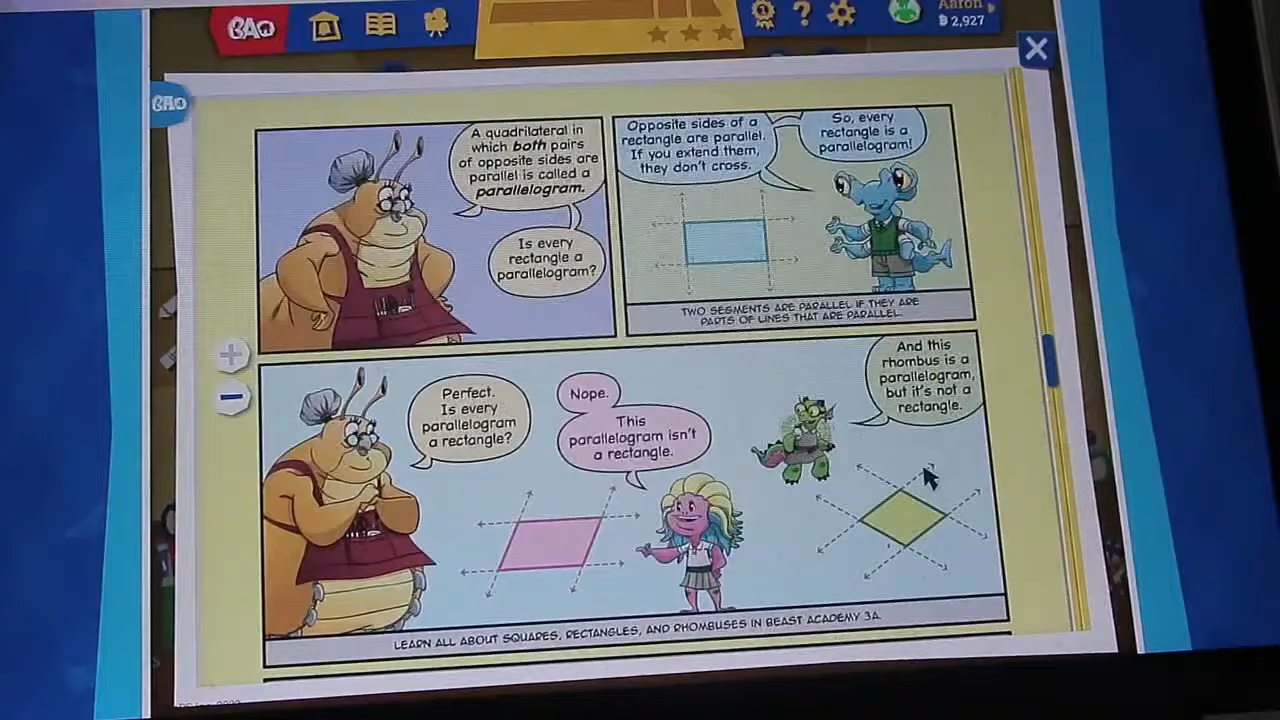 BAO
Aaron
2,927
BAO
A quadrilateral in
which both pairs
of opposite sides are
parallel is called a
parallelogram.
Is every
rectangle a
parallelogram?
Opposite sides of a
rectangle are parallel.
If you extend them,
they don't cross.
So, every
rectangle is a
parallelogram!
TWO SEGMENTS ARE PARALLEL IF THEY ARE
PARTS OF LINES THAT ARE PARALLEL.
Perfect.
Is every
parallelogram
a rectangle?
Nope.
This
parallelogram isn't
a rectangle.
And this
rhombus is a
parallelogram,
but it's not a
rectangle.
LEARN ALL ABOUT SQUARES, RECTANGLES, AND RHOMBUSES IN BEAST ACADEMY 3A.